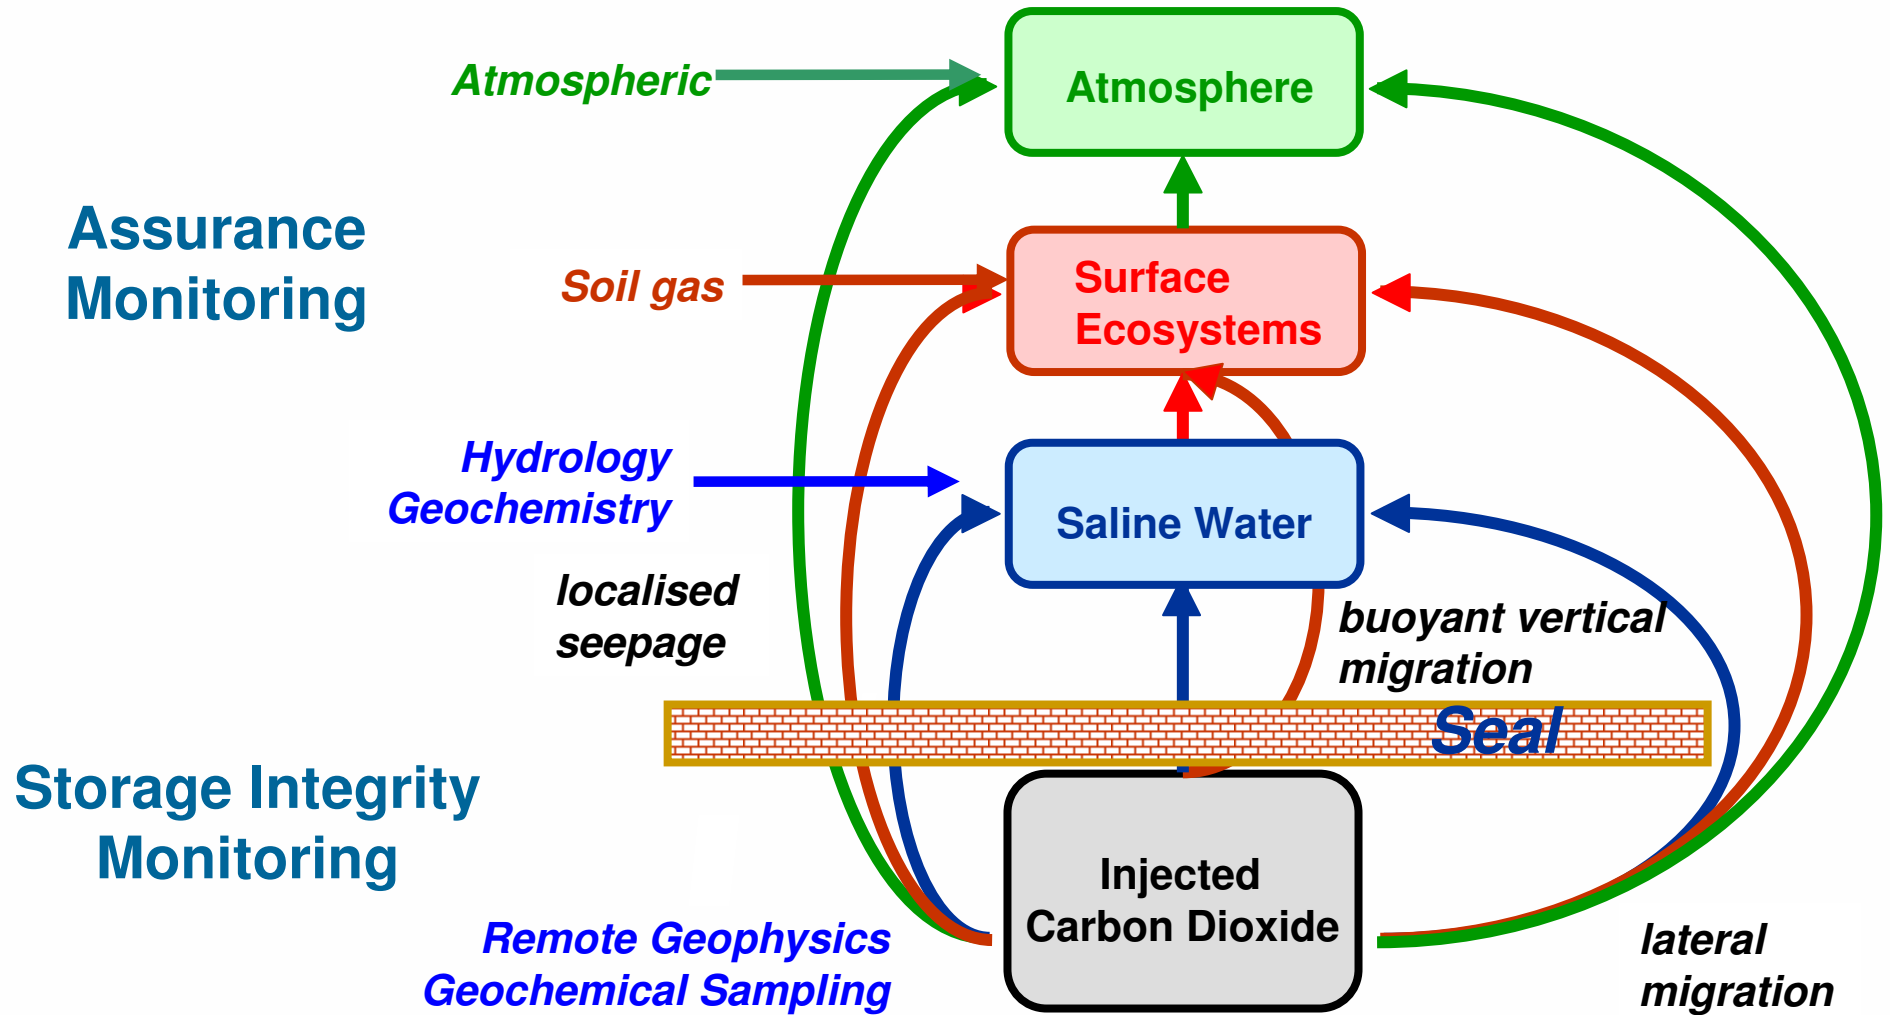 Atmospheric
Atmosphere
Assurance
Monitoring
Soil gas
Surface
Ecosystems
Hydrology
Geochemistry
Saline Water
localised
seepage
buoyant vertical
migration
Seal
Storage Integrity
Monitoring
Injected
Carbon Dioxide
Remote Geophysics
Geochemical Sampling
lateral
migration